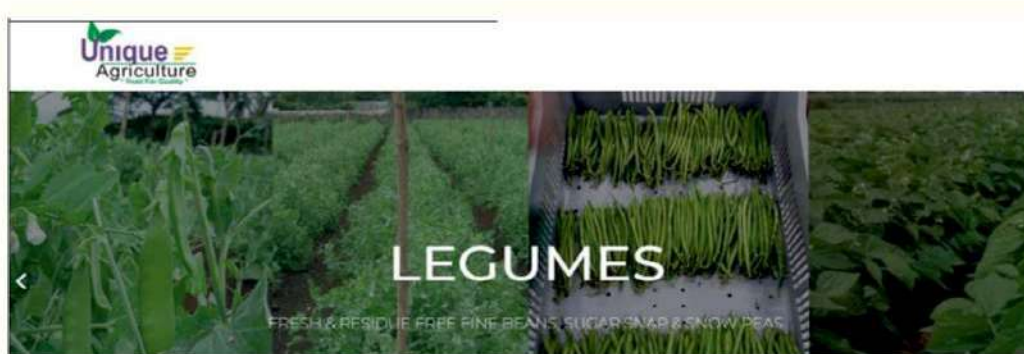 Unique
Agriculture
LEGUMES
FRESH & RESIDUE FREE FINE BEANS, SUGAR SNAP & SNOW PEAS